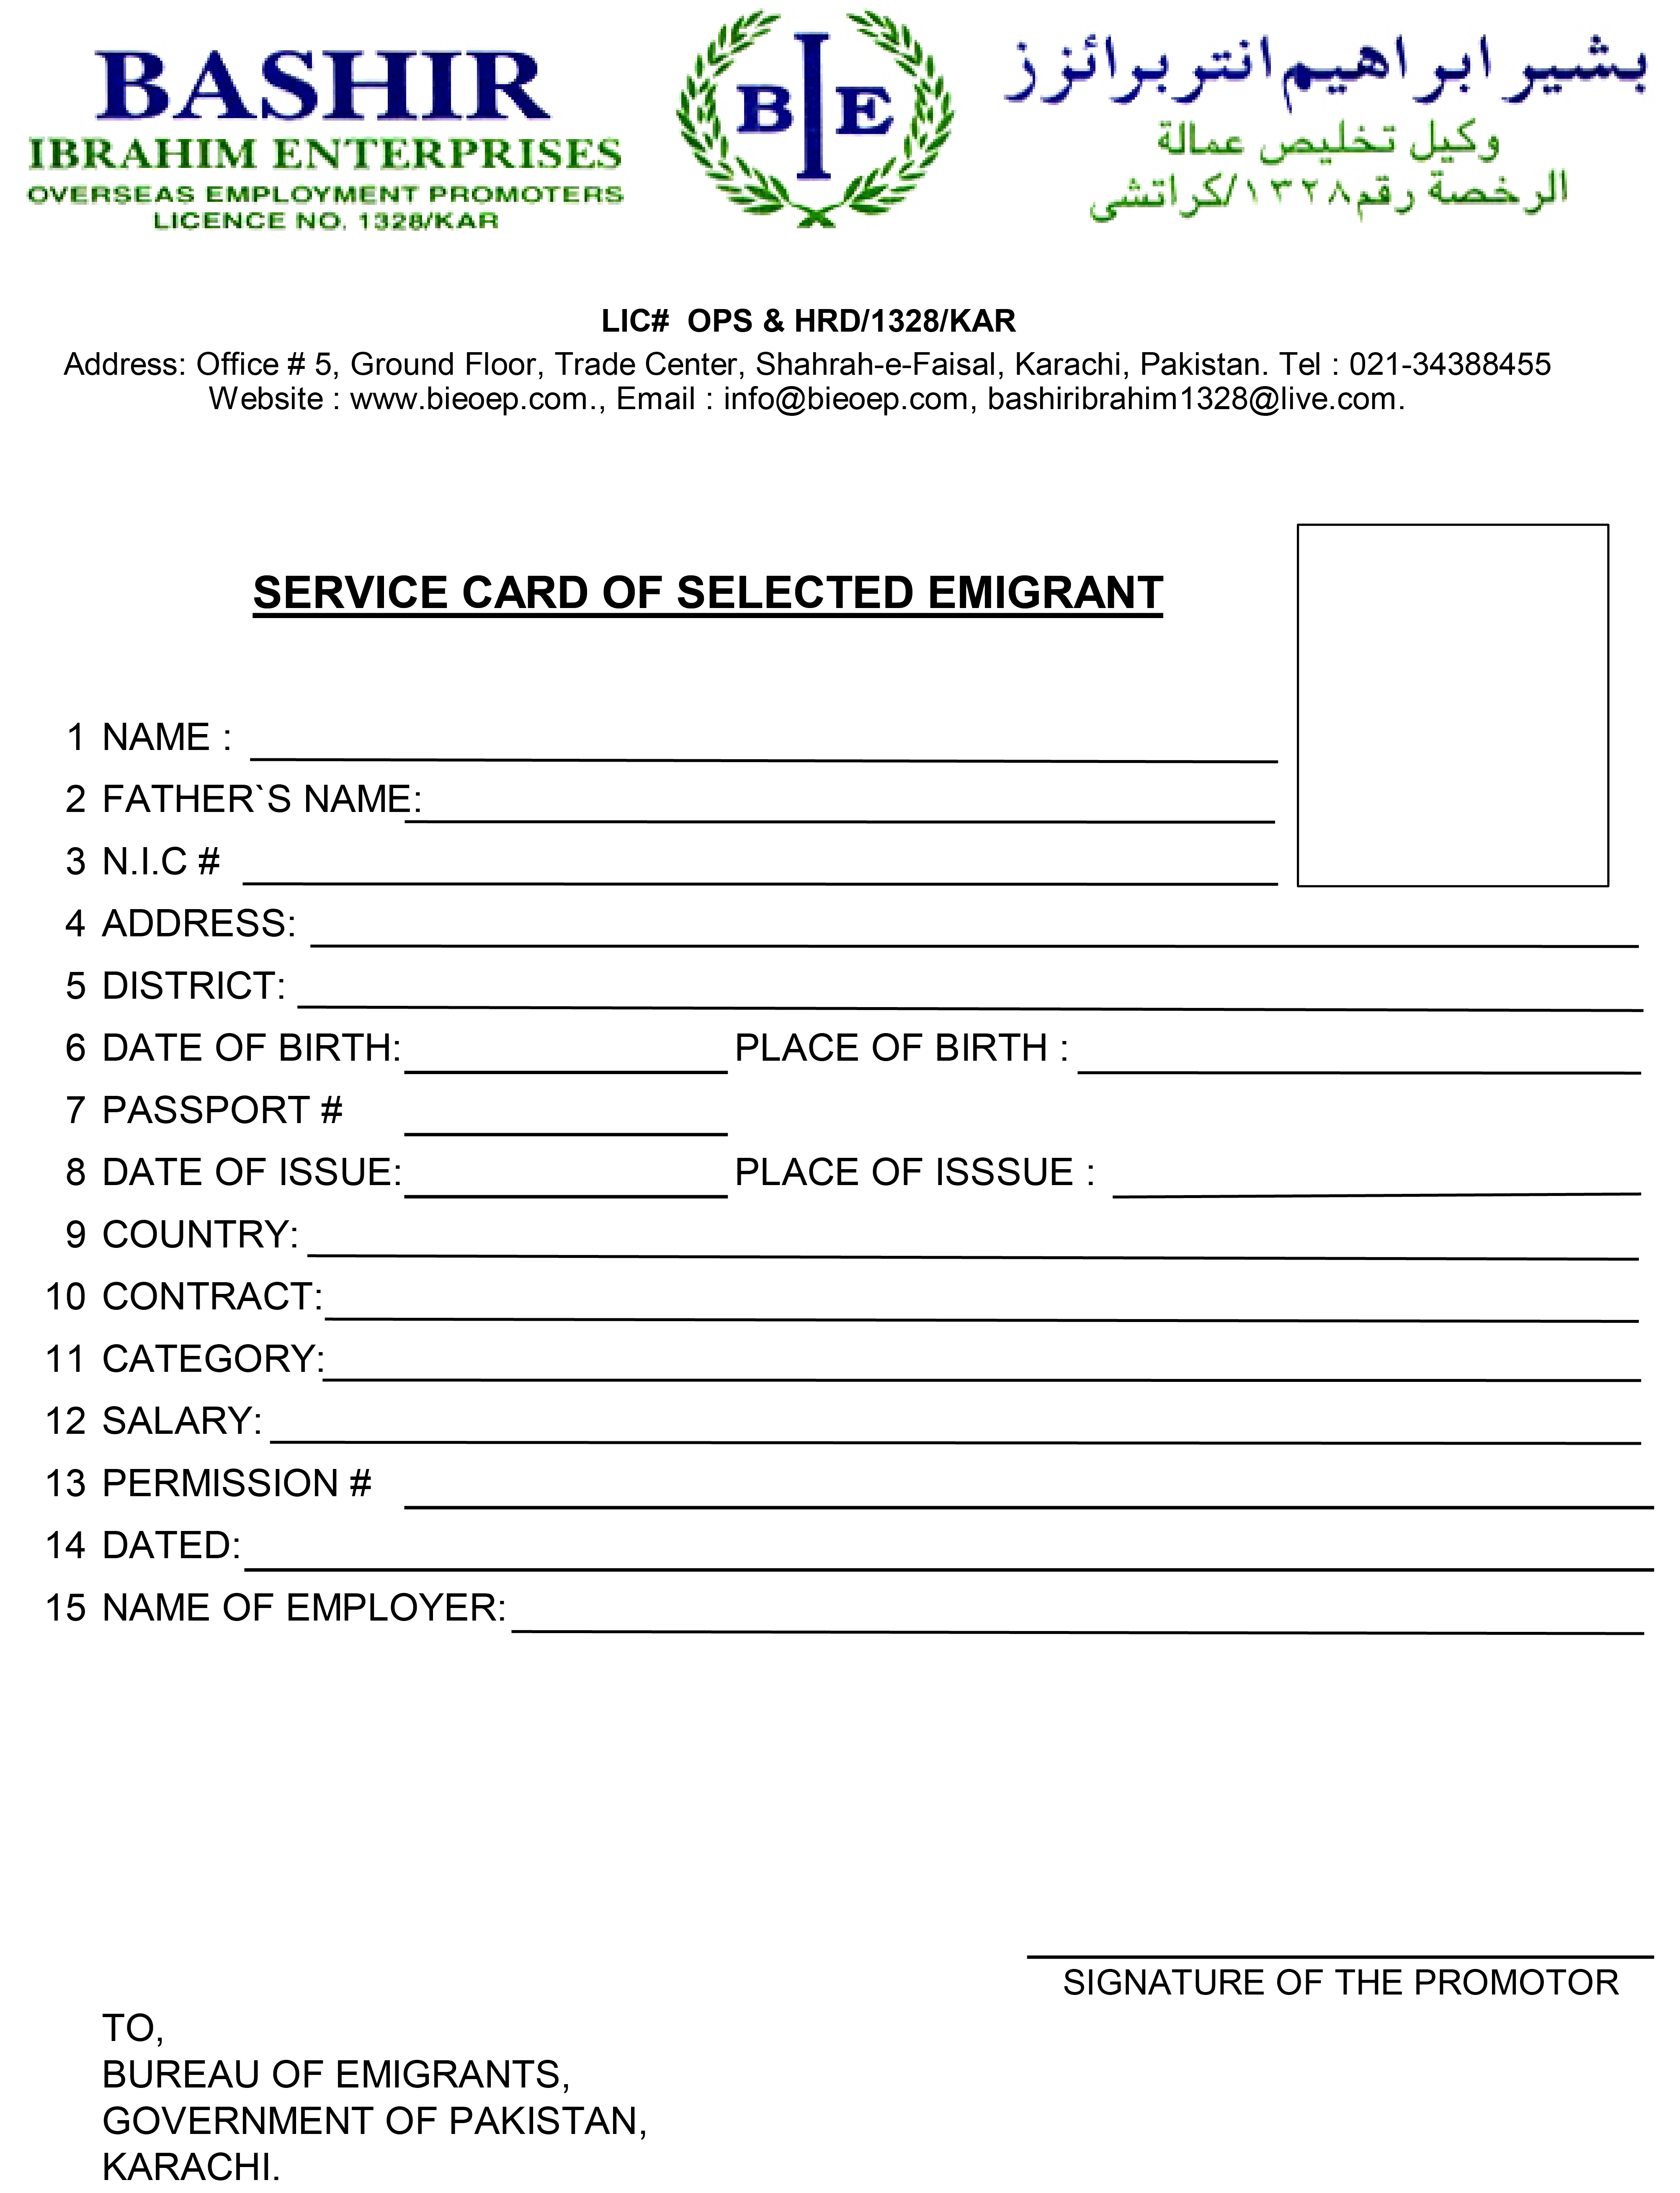 BASHIR
IBRAHIM ENTERPRISES
OVERSEAS EMPLOYMENT PROMOTERS
LICENCE NO. 1328/KAR
B I E
بشير ابراهيم انتربرائزز
وكيل تخليص عمالة
الرخصة رقم ١٣٢٨/كراتشى
LIC# OPS & HRD/1328/KAR
Address: Office # 5, Ground Floor, Trade Center, Shahrah-e-Faisal, Karachi, Pakistan. Tel : 021-34388455
Website : www.bieoep.com., Email : info@bieoep.com, bashiribrahim1328@live.com.
SERVICE CARD OF SELECTED EMIGRANT
1 NAME :
2 FATHER`S NAME:
3 N.I.C #
4 ADDRESS:
5 DISTRICT:
6 DATE OF BIRTH: PLACE OF BIRTH :
7 PASSPORT #
8 DATE OF ISSUE: PLACE OF ISSSUE :
9 COUNTRY:
10 CONTRACT:
11 CATEGORY:
12 SALARY:
13 PERMISSION #
14 DATED:
15 NAME OF EMPLOYER:
SIGNATURE OF THE PROMOTOR
TO,
BUREAU OF EMIGRANTS,
GOVERNMENT OF PAKISTAN,
KARACHI.